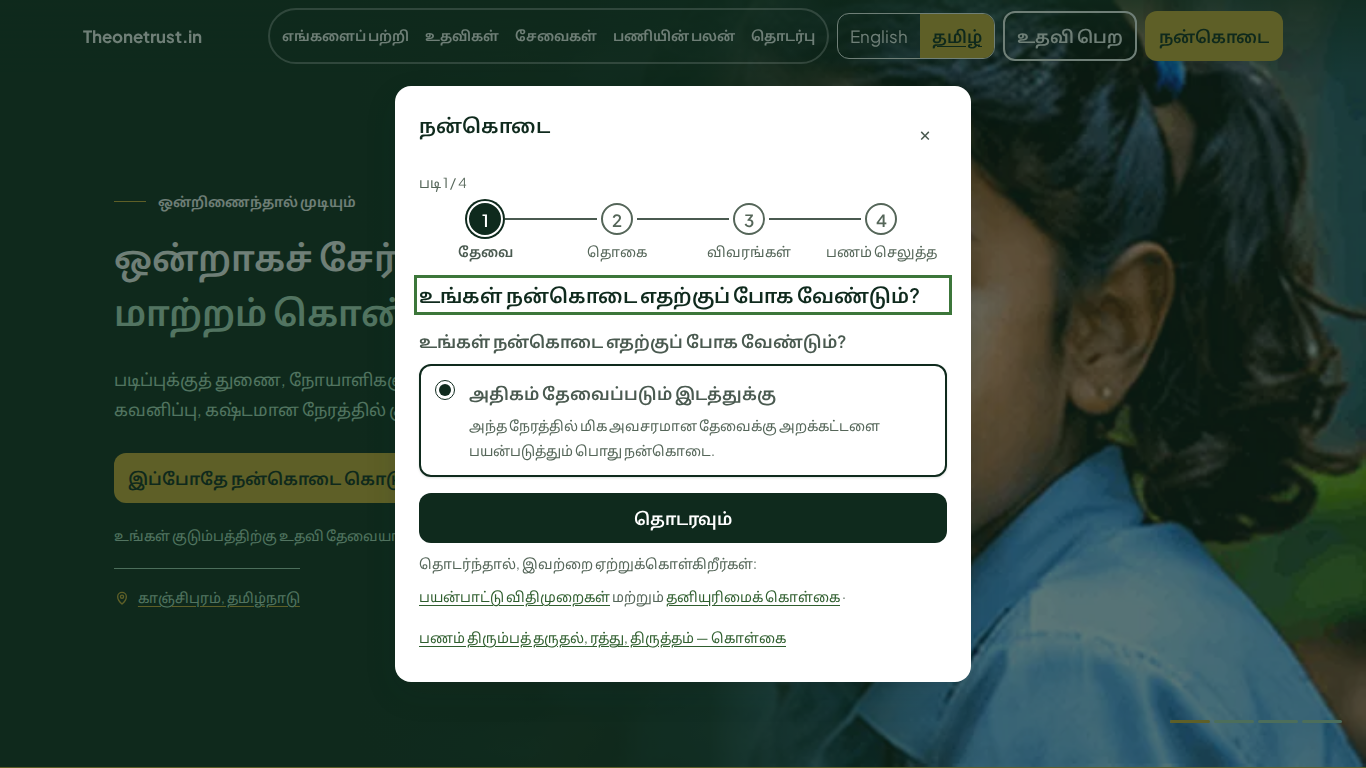 Theonetrust.in
எங்களைப் பற்றி
உதவிகள்
சேவைகள்
பணியின் பலன்
தொடர்பு
English
தமிழ்
உதவி பெற
நன்கொடை
ஒன்றிணைந்தால் முடியும்
ஒன்றாகச்
மாற்றம்
படிப்புக்குத் துணை,
கவனிப்பு, கஷ்டமான நேரத்தில்
இப்போதே நன்கொடை
உங்கள் குடும்பத்திற்கு உதவி
காஞ்சிபுரம், தமிழ்நாடு
நன்கொடை
×
படி 1 / 4
1
2
3
4
தேவை
தொகை
விவரங்கள்
பணம் செலுத்த
உங்கள் நன்கொடை எதற்குப் போக வேண்டும்?
உங்கள் நன்கொடை எதற்குப் போக வேண்டும்?
அதிகம் தேவைப்படும் இடத்துக்கு
அந்த நேரத்தில் மிக அவசரமான தேவைக்கு அறக்கட்டளை
பயன்படுத்தும் பொது நன்கொடை.
தொடரவும்
தொடர்ந்தால், இவற்றை ஏற்றுக்கொள்கிறீர்கள்:
பயன்பாட்டு விதிமுறைகள் மற்றும் தனியுரிமைக் கொள்கை ·
பணம் திரும்பத் தருதல், ரத்து, திருத்தம் — கொள்கை